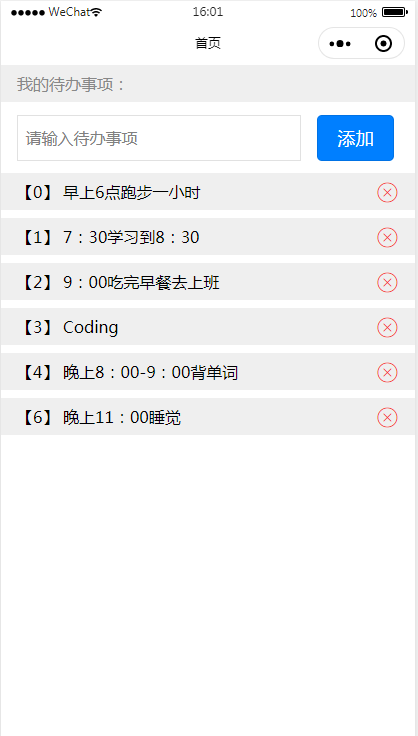 WeChat 16:01 100%
首页
我的待办事项：
请输入待办事项 添加
【0】 早上6点跑步一小时
【1】 7：30学习到8：30
【2】 9：00吃完早餐去上班
【3】 Coding
【4】 晚上8：00-9：00背单词
【6】 晚上11：00睡觉